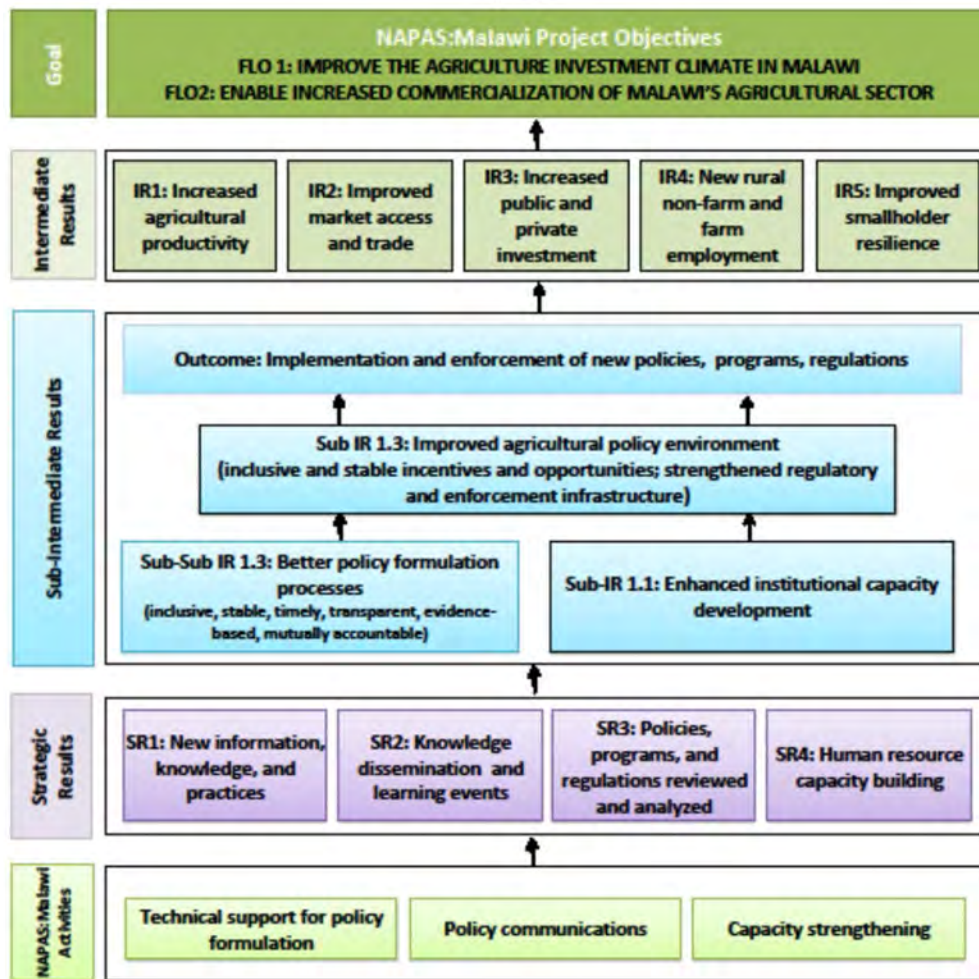 Goal
NAPAS:Malawi Project Objectives
FLO 1: IMPROVE THE AGRICULTURE INVESTMENT CLIMATE IN MALAWI
FLO2: ENABLE INCREASED COMMERCIALIZATION OF MALAWI'S AGRICULTURAL SECTOR
Intermediate
Results
IR1: Increased
agricultural
productivity
IR2: Improved
market access
and trade
IR3: Increased
public and
private
investment
IR4: New rural
non-farm and
farm
employment
IR5: Improved
smallholder
resilience
Sub-Intermediate Results
Outcome: Implementation and enforcement of new policies, programs, regulations
Sub IR 1.3: Improved agricultural policy environment
(inclusive and stable incentives and opportunities; strengthened regulatory
and enforcement infrastructure)
Sub-Sub IR 1.3: Better policy formulation
processes
(inclusive, stable, timely, transparent, evidence-
based, mutually accountable)
Sub-IR 1.1: Enhanced institutional capacity
development
Strategic
Results
SR1: New information,
knowledge, and
practices
SR2: Knowledge
dissemination and
learning events
SR3: Policies,
programs, and
regulations reviewed
and analyzed
SR4: Human resource
capacity building
NAPAS:Malawi
Activities
Technical support for policy
formulation
Policy communications
Capacity strengthening